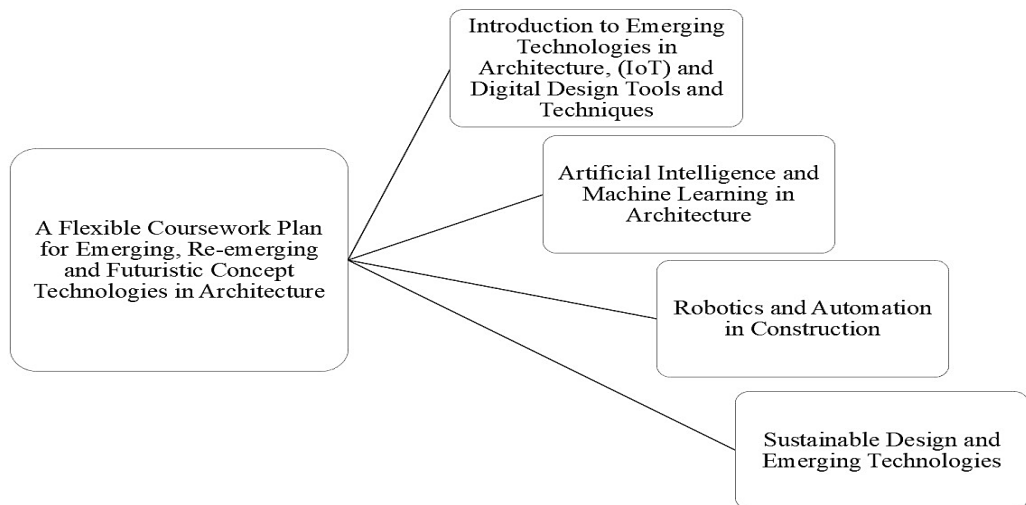 Introduction to Emerging
Technologies in
Architecture, (IoT) and
Digital Design Tools and
Techniques
Artificial Intelligence and
Machine Learning in
Architecture
A Flexible Coursework Plan
for Emerging, Re-emerging
and Futuristic Concept
Technologies in Architecture
Robotics and Automation
in Construction
Sustainable Design and
Emerging Technologies